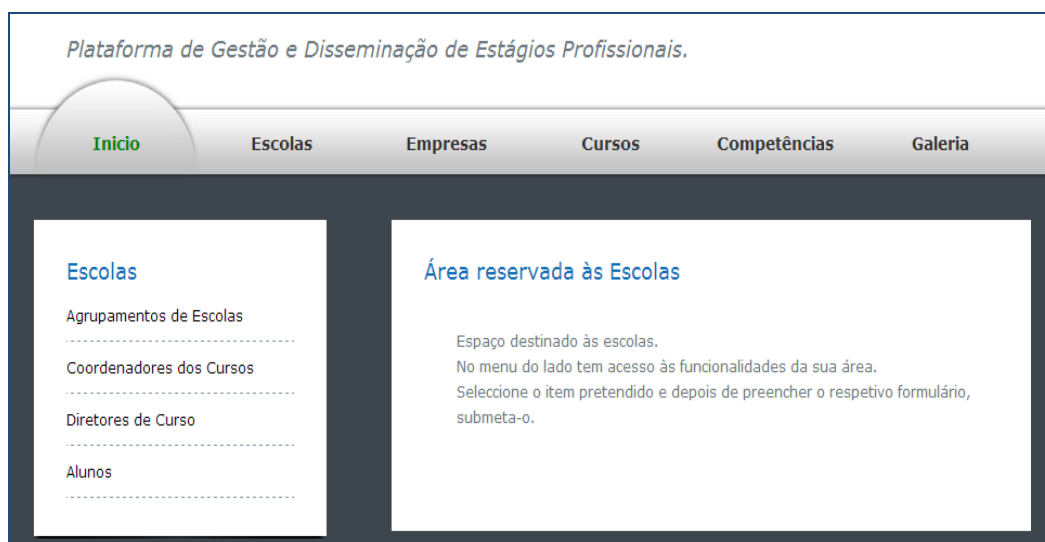 Plataforma de Gestão e Disseminação de Estágios Profissionais.
Inicio Escolas Empresas Cursos Competências Galeria
Escolas
Agrupamentos de Escolas
Coordenadores dos Cursos
Diretores de Curso
Alunos
Área reservada às Escolas
Espaço destinado às escolas.
No menu do lado tem acesso às funcionalidades da sua área.
Seleccione o item pretendido e depois de preencher o respetivo formulário,
submeta-o.